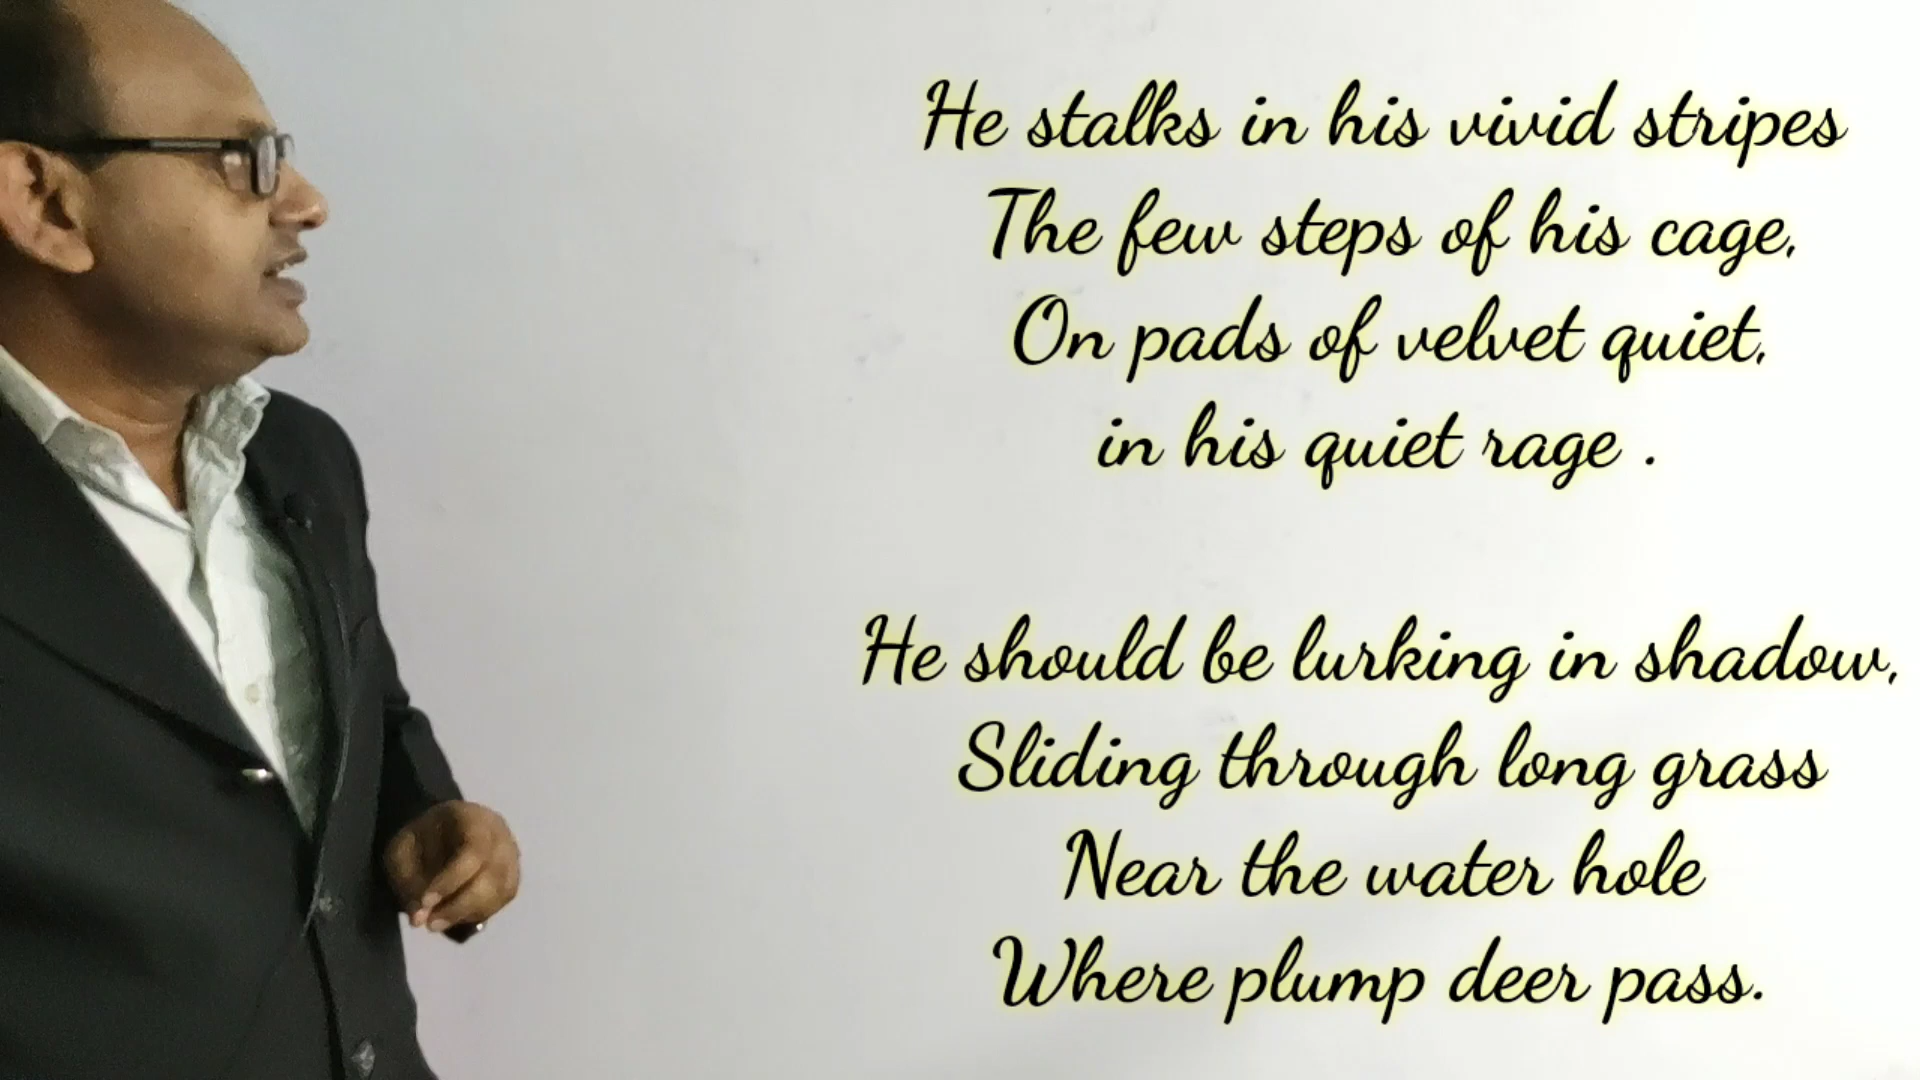 He stalks in his vivid stripes
The few steps of his cage,
On pads of velvet quiet,
in his quiet rage .
He should be lurking in shadow,
Sliding through long grass
Near the water hole
Where plump deer pass.